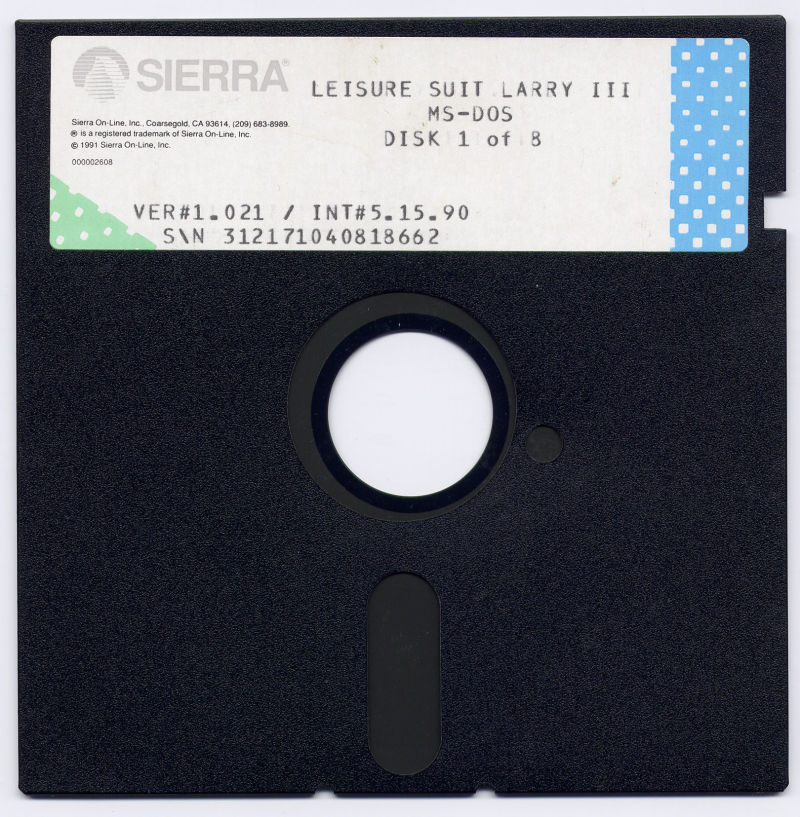 SIERRA®
LEISURE SUIT LARRY III
MS-DOS
DISK 1 of 8
Sierra On-Line, Inc., Coarsegold, CA 93614, (209) 683-8989.
® is a registered trademark of Sierra On-Line, Inc.
© 1991 Sierra On-Line, Inc.
000002608
VER#1.021 / INT#5.15.90
S\N 312171040818662